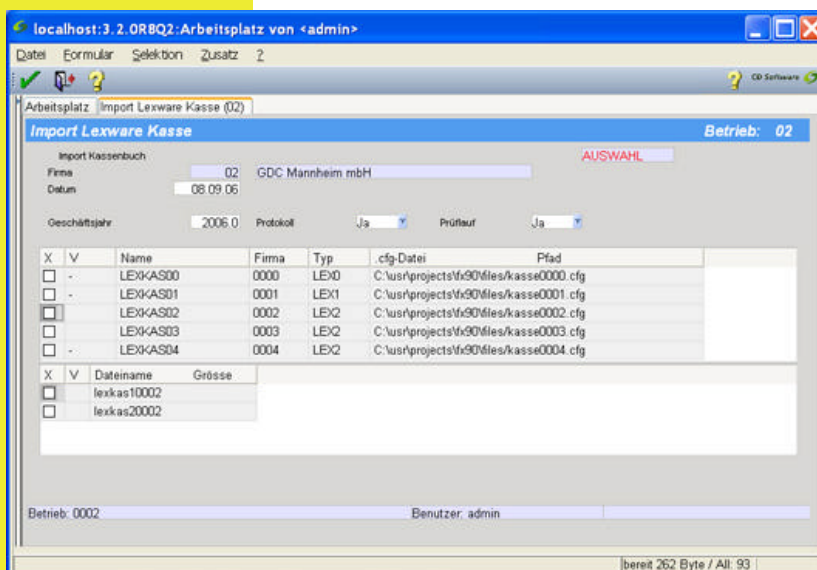 localhost:3.2.0R8Q2:Arbeitsplatz von <admin>
Datei Formular Selektion Zusatz ?
CD Software
Arbeitsplatz Import Lexware Kasse (02)
Import Lexware Kasse Betrieb: 02
Import Kassenbuch AUSWAHL
Firma 02 GDC Mannheim mbH
Datum 08.09.06
Geschäftsjahr 2006.0 Protokoll Ja Prüflauf Ja
X V Name Firma Typ .cfg-Datei Pfad
- LEXKAS00 0000 LEX0 C:\usr\projects\fx90\files/kasse0000.cfg
- LEXKAS01 0001 LEX1 C:\usr\projects\fx90\files/kasse0001.cfg
LEXKAS02 0002 LEX2 C:\usr\projects\fx90\files/kasse0002.cfg
LEXKAS03 0003 LEX2 C:\usr\projects\fx90\files/kasse0003.cfg
- LEXKAS04 0004 LEX2 C:\usr\projects\fx90\files/kasse0004.cfg
X V Dateiname Grösse
lexkas10002
lexkas20002
Betrieb: 0002 Benutzer: admin
bereit 262 Byte / All: 93